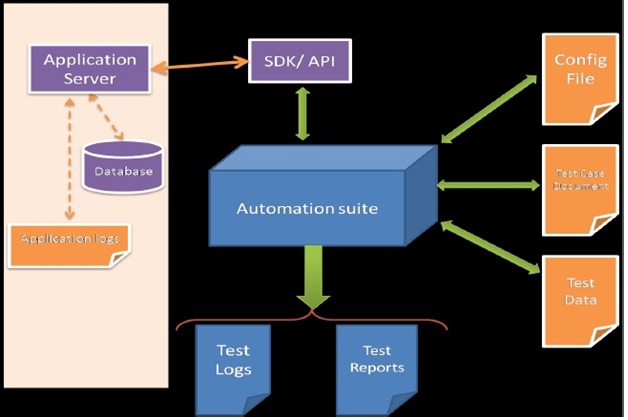 Application
Server
SDK/ API
Config
File
Database
Test Case
Document
Automation suite
Application logs
Test
Data
Test
Logs
Test
Reports